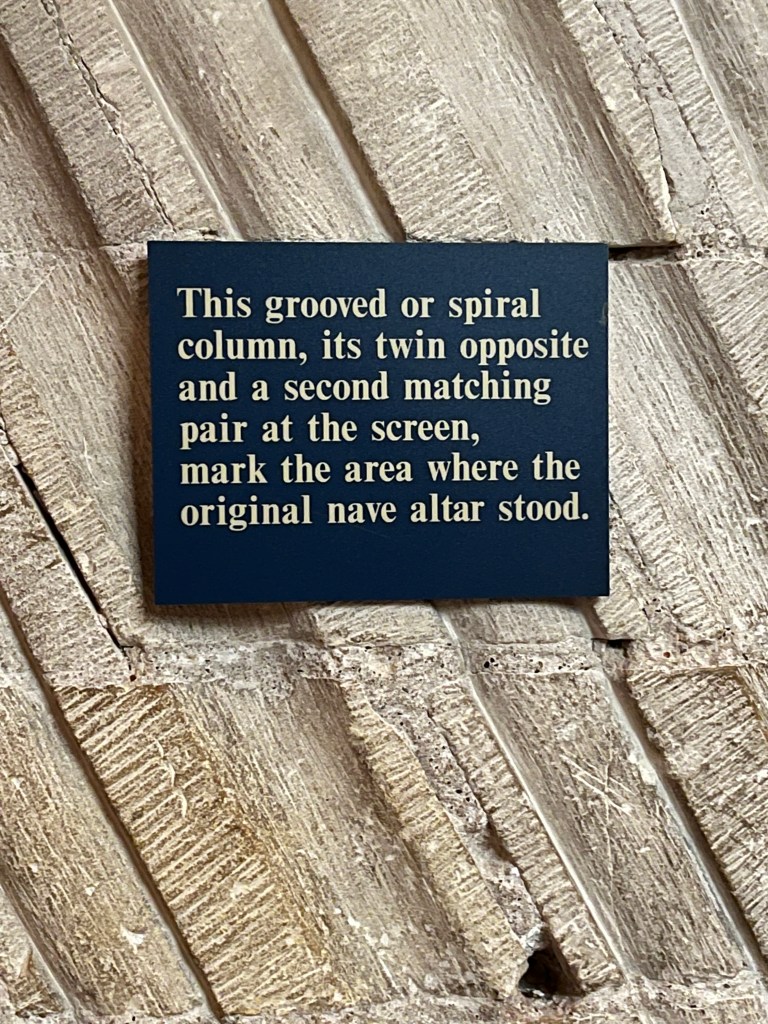 This grooved or spiral
column, its twin opposite
and a second matching
pair at the screen,
mark the area where the
original nave altar stood.